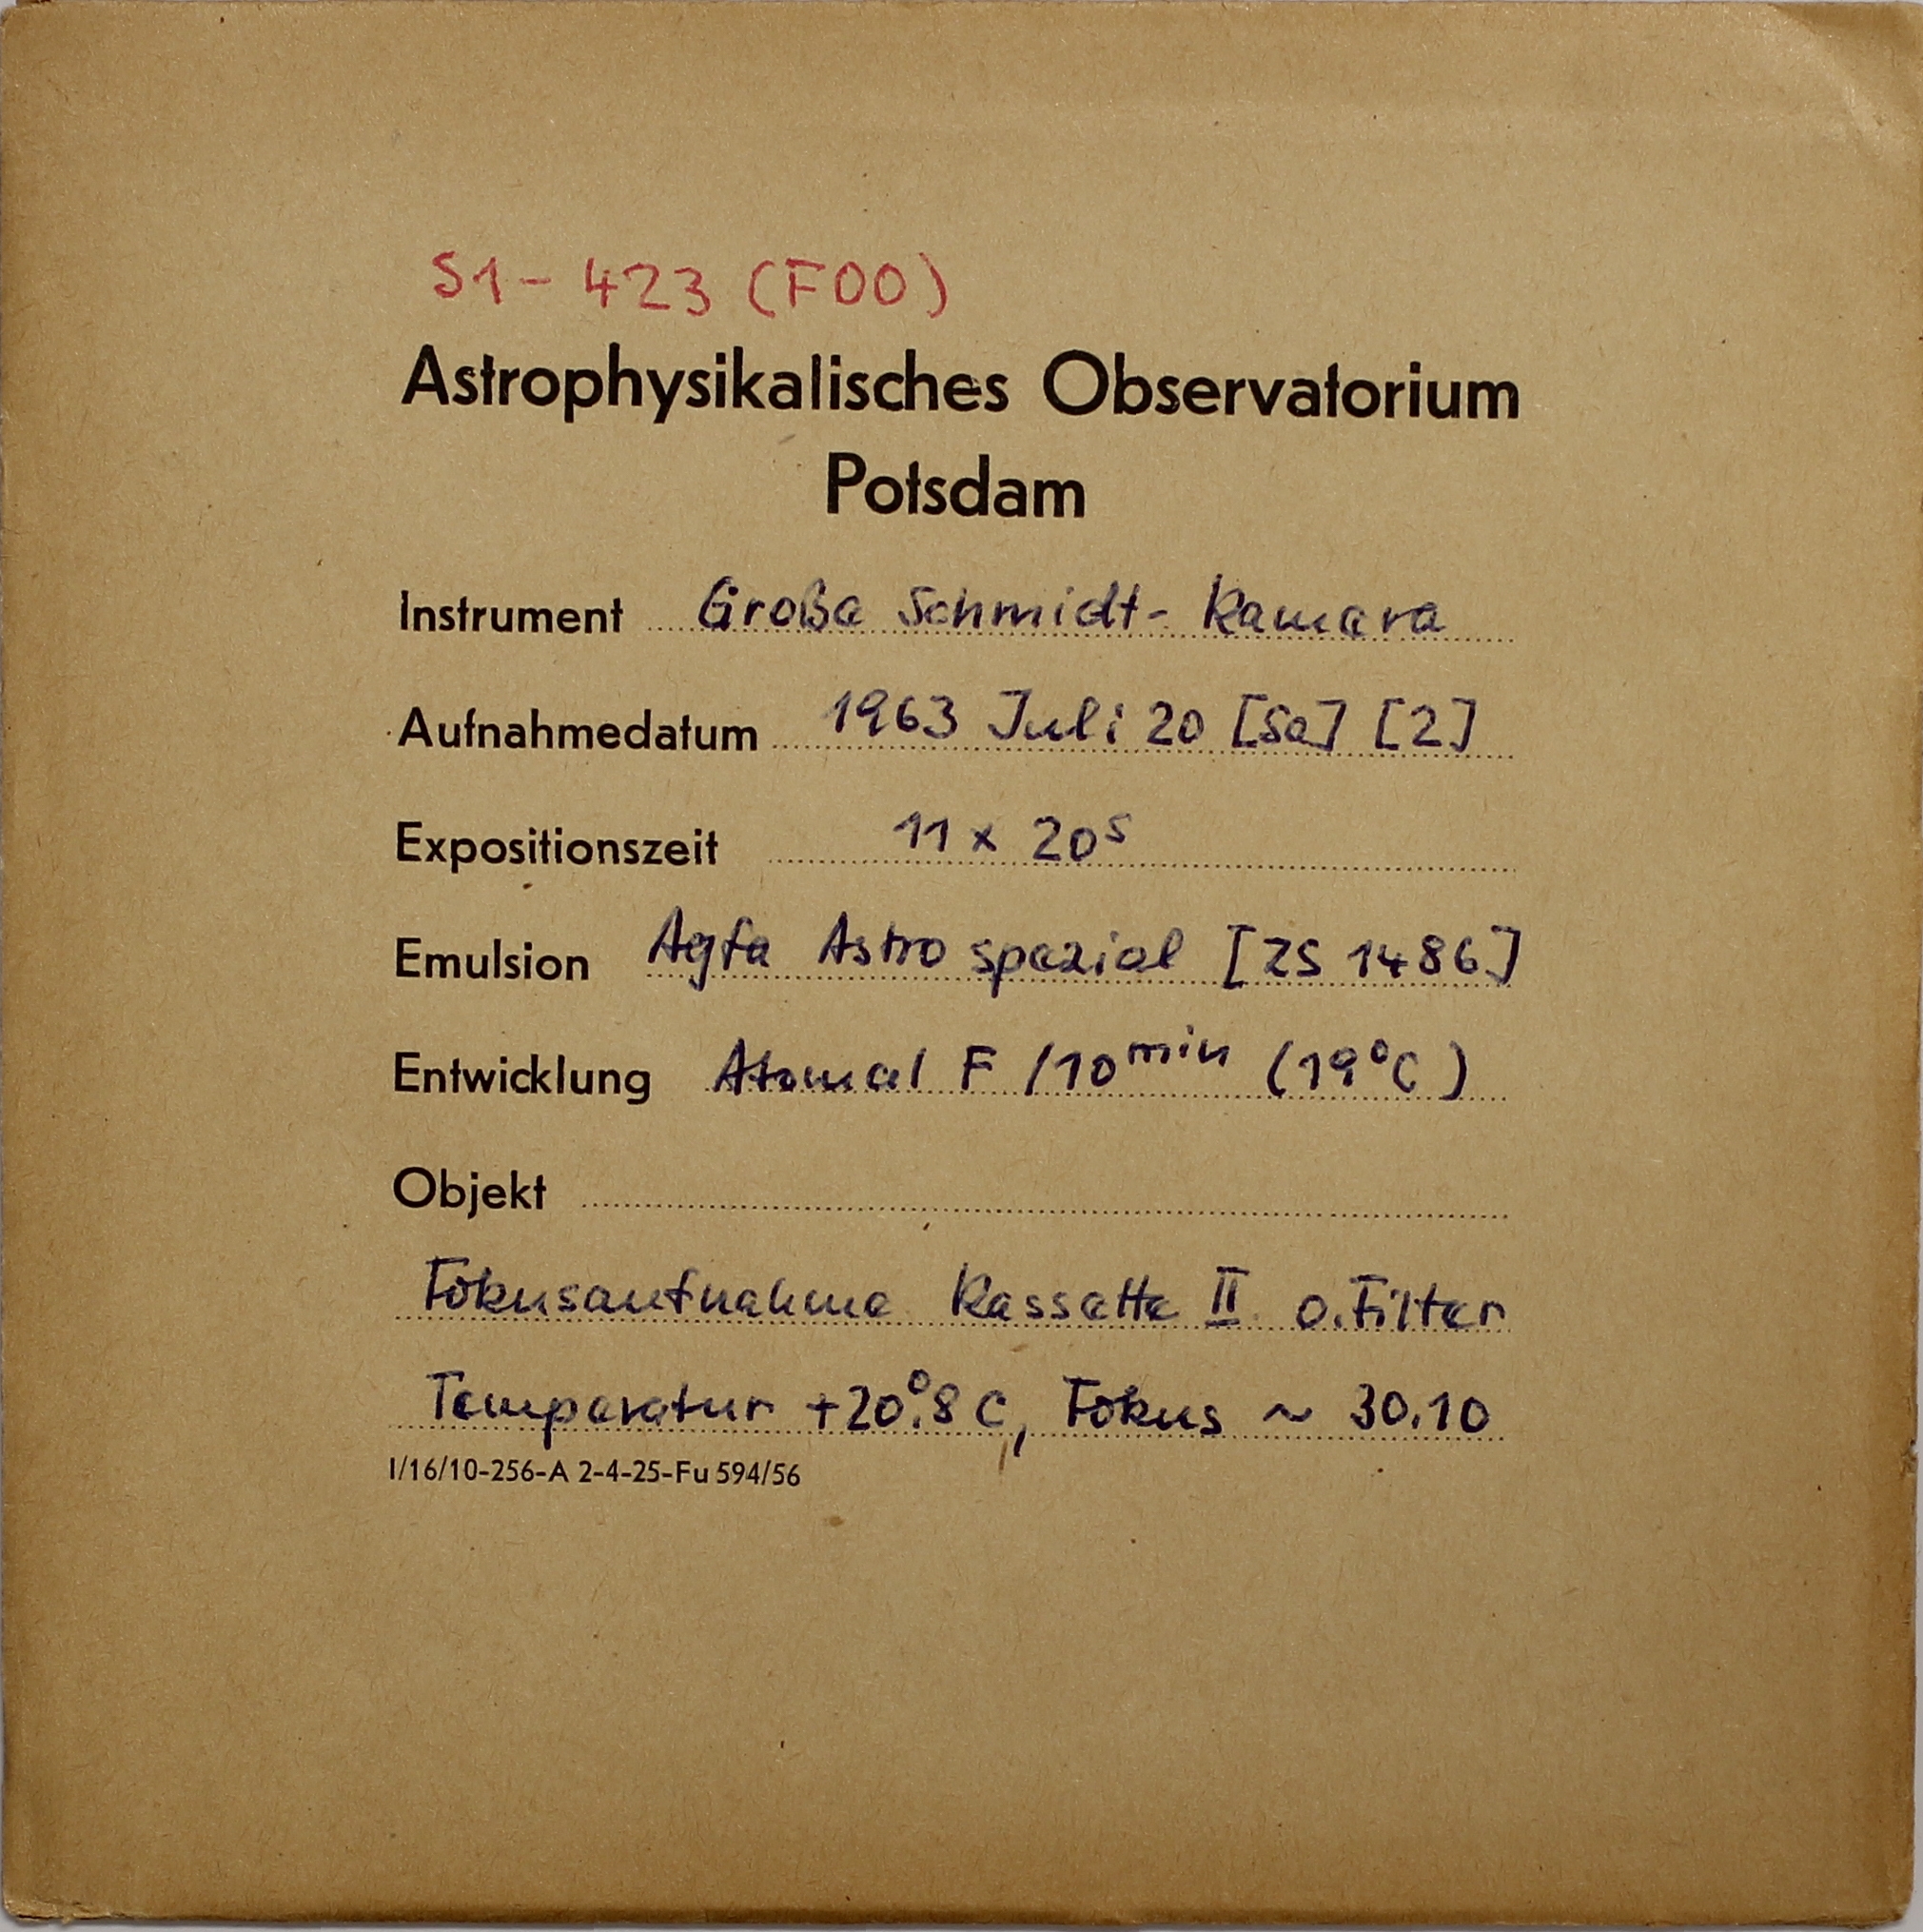 S1 - 423 (F00)
Astrophysikalisches Observatorium
Potsdam
Instrument Große Schmidt-Kamera
Aufnahmedatum 1963 Juli 20 [Sa] [2]
Expositionszeit 11 x 20ˢ
Emulsion Agfa Astro spezial [ZS 1486]
Entwicklung Atomal F /10ᵐⁱⁿ (19°C)
Objekt
Fokusaufnahme Kassette II o. Filter
Temperatur +20°.8 C, Fokus ~ 30.10
I/16/10-256-A 2-4-25-Fu 594/56